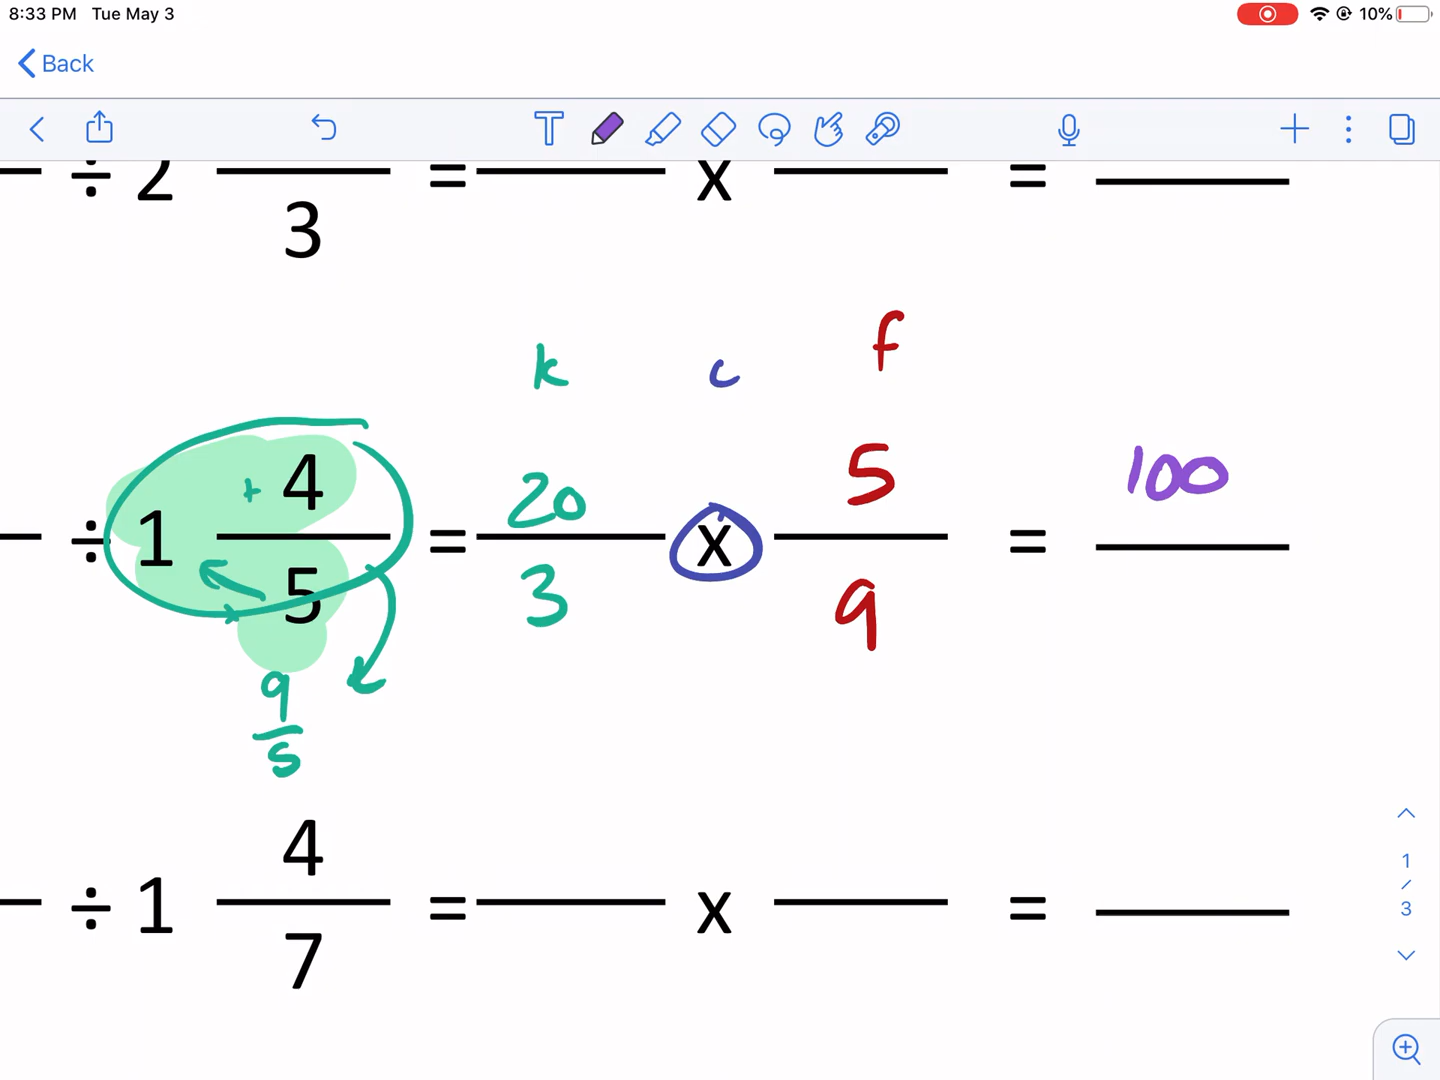 8:33 PM Tue May 3 10%
Back
T
÷ 2 = x =
3
k c f
+ 4 20 5 100
÷ 1 = x =
5 3 9
9
5
4
÷ 1 = x =
7
1
/
3